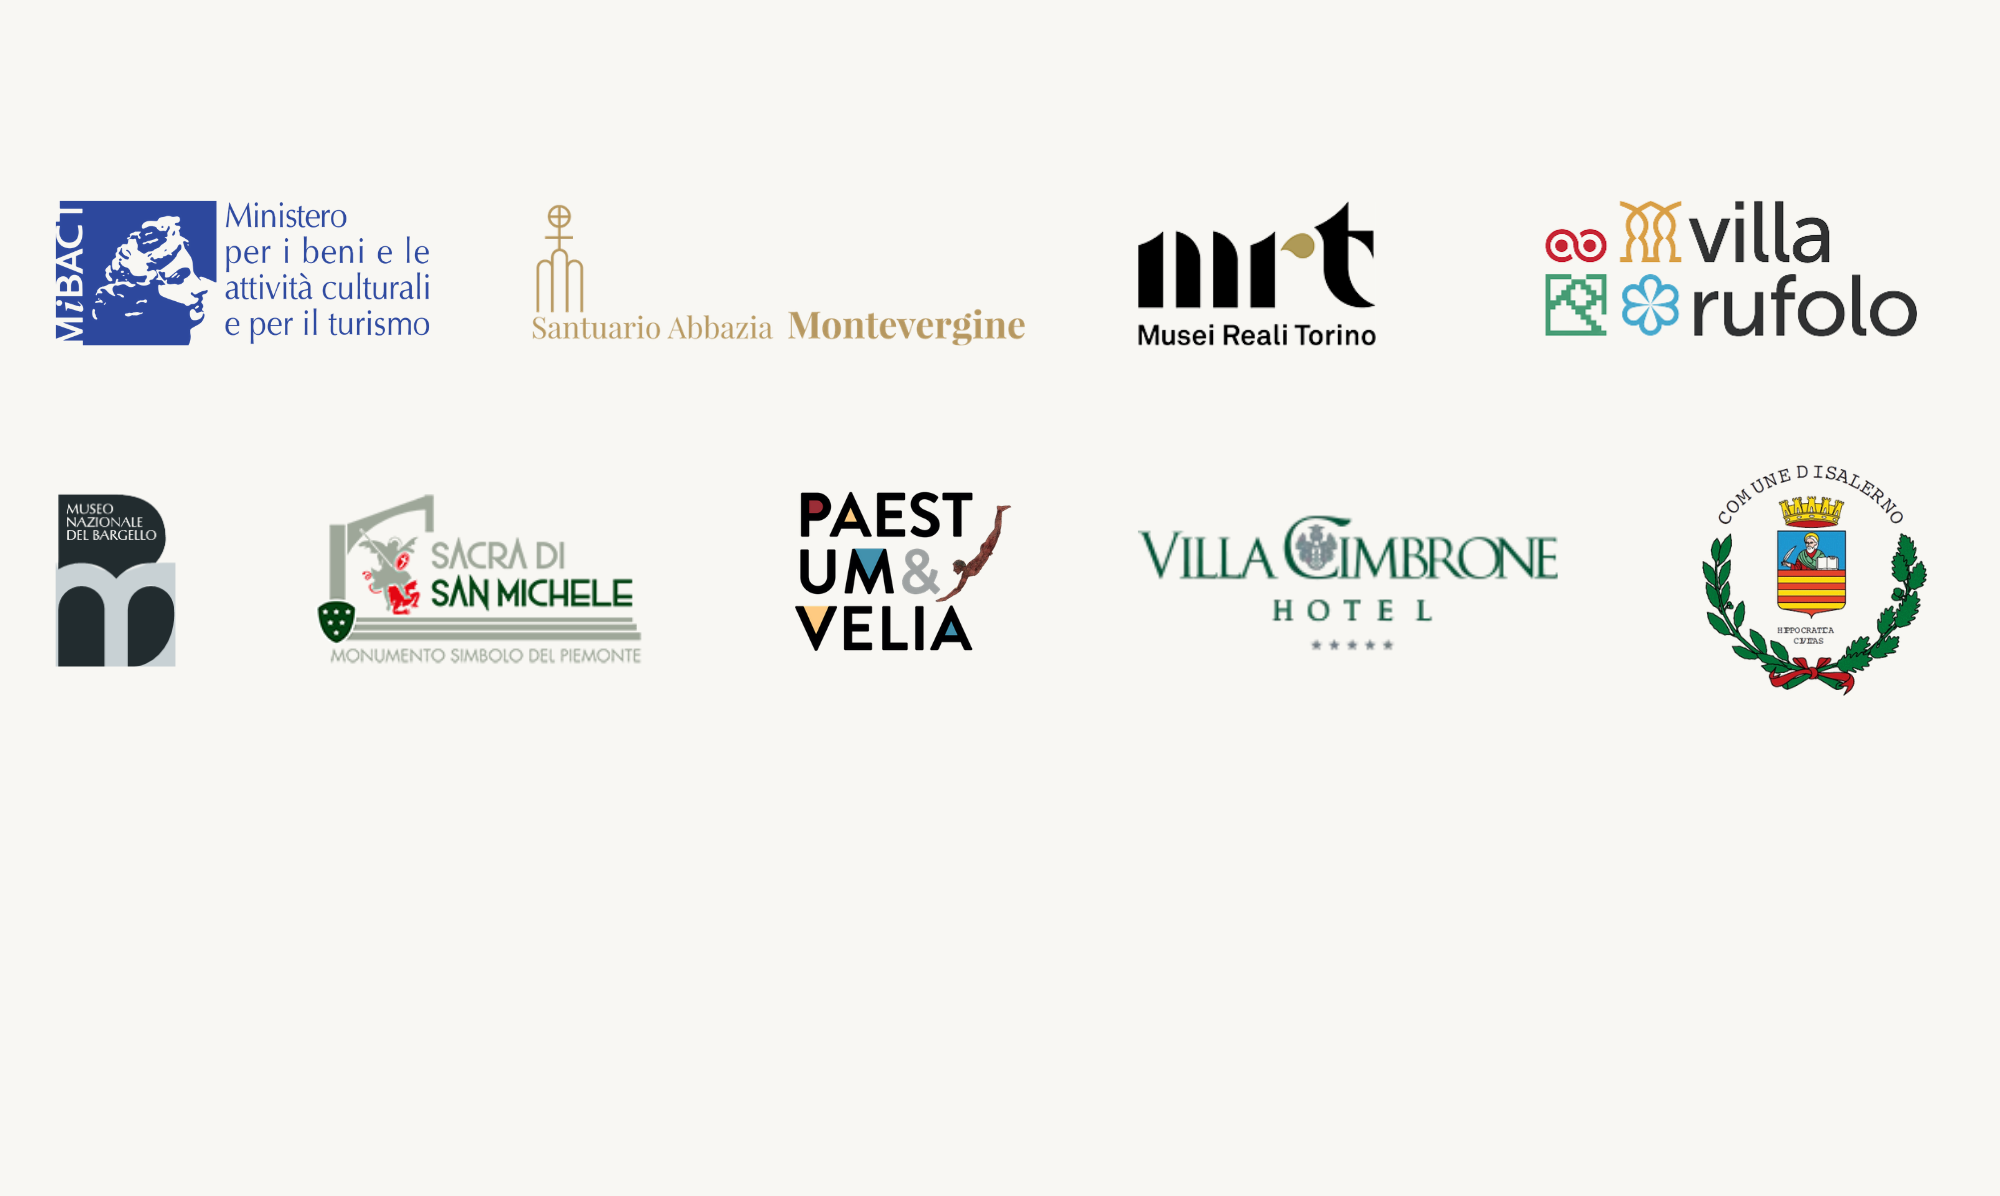 MiBACT
Ministero
per i beni e le
attività culturali
e per il turismo
Santuario Abbazia Montevergine
mrt
Musei Reali Torino
villa
rufolo
MUSEO
NAZIONALE
DEL BARGELLO
SACRA DI
SAN MICHELE
MONUMENTO SIMBOLO DEL PIEMONTE
PAEST
UM&
VELIA
VILLA CIMBRONE
HOTEL
COMUNE DI SALERNO
HIPPOCRATICA
CIVITAS